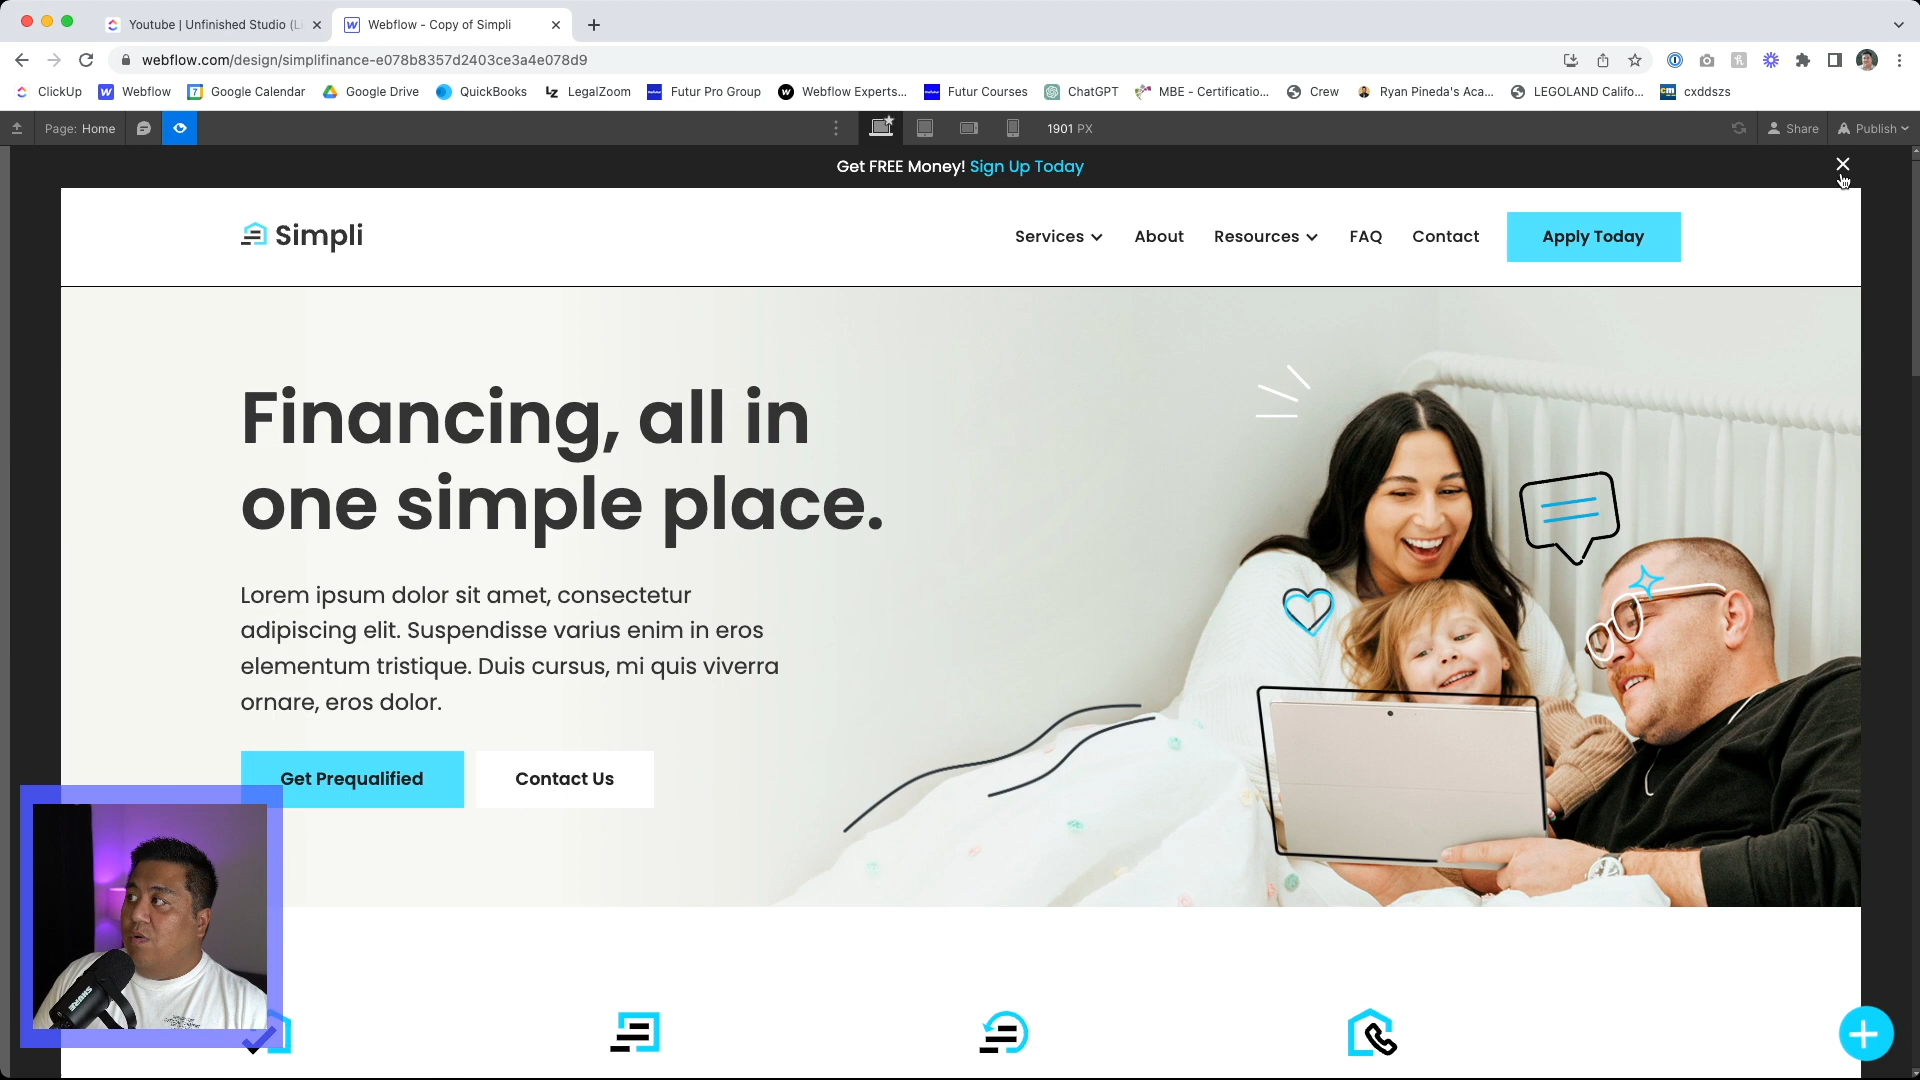 Youtube | Unfinished Studio (Li
Webflow - Copy of Simpli
webflow.com/design/simplifinance-e078b8357d2403ce3a4e078d9
ClickUp
Webflow
Google Calendar
Google Drive
QuickBooks
LegalZoom
Futur Pro Group
Webflow Experts...
Futur Courses
ChatGPT
MBE - Certificatio...
Crew
Ryan Pineda's Aca...
LEGOLAND Califo...
cxddszs
Page: Home
1901 PX
Share
Publish
Get FREE Money! Sign Up Today
Simpli
Services
About
Resources
FAQ
Contact
Apply Today
Financing, all in
one simple place.
Lorem ipsum dolor sit amet, consectetur
adipiscing elit. Suspendisse varius enim in eros
elementum tristique. Duis cursus, mi quis viverra
ornare, eros dolor.
Get Prequalified
Contact Us
SHURE